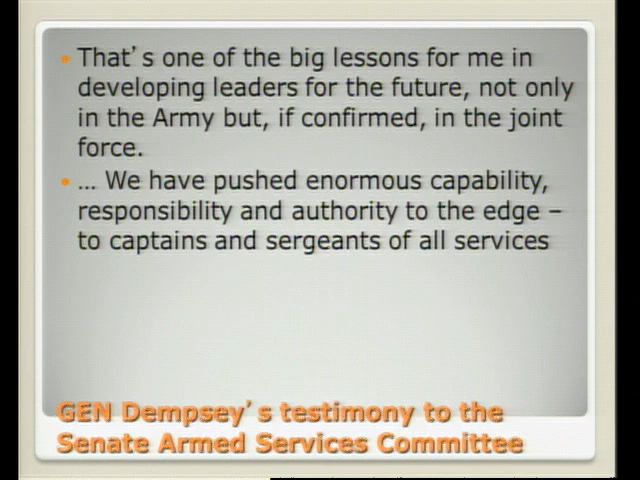 That's one of the big lessons for me in
developing leaders for the future, not only
in the Army but, if confirmed, in the joint
force.
… We have pushed enormous capability,
responsibility and authority to the edge –
to captains and sergeants of all services
GEN Dempsey's testimony to the
Senate Armed Services Committee